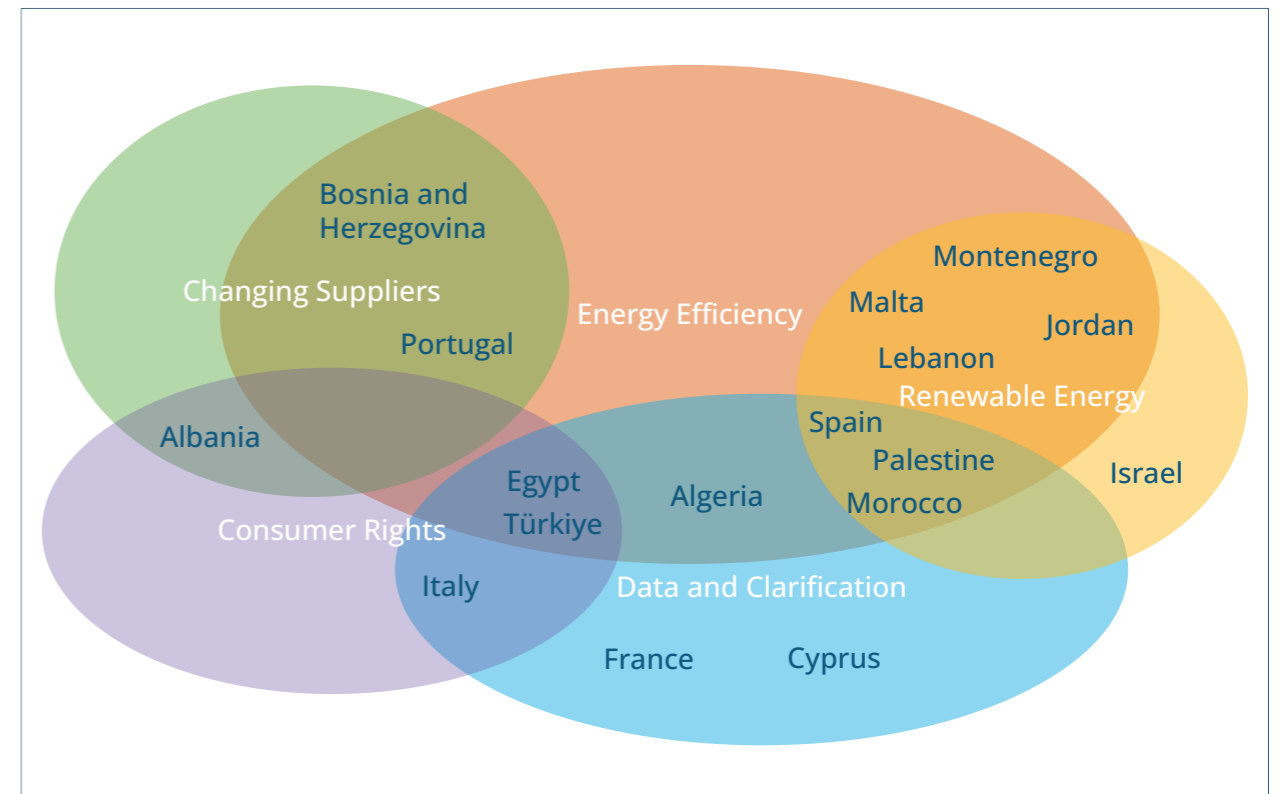 Bosnia and
Herzegovina
Changing Suppliers
Portugal
Energy Efficiency
Montenegro
Malta
Jordan
Lebanon
Renewable Energy
Spain
Palestine
Morocco
Israel
Albania
Egypt
Türkiye
Algeria
Consumer Rights
Italy
Data and Clarification
France
Cyprus